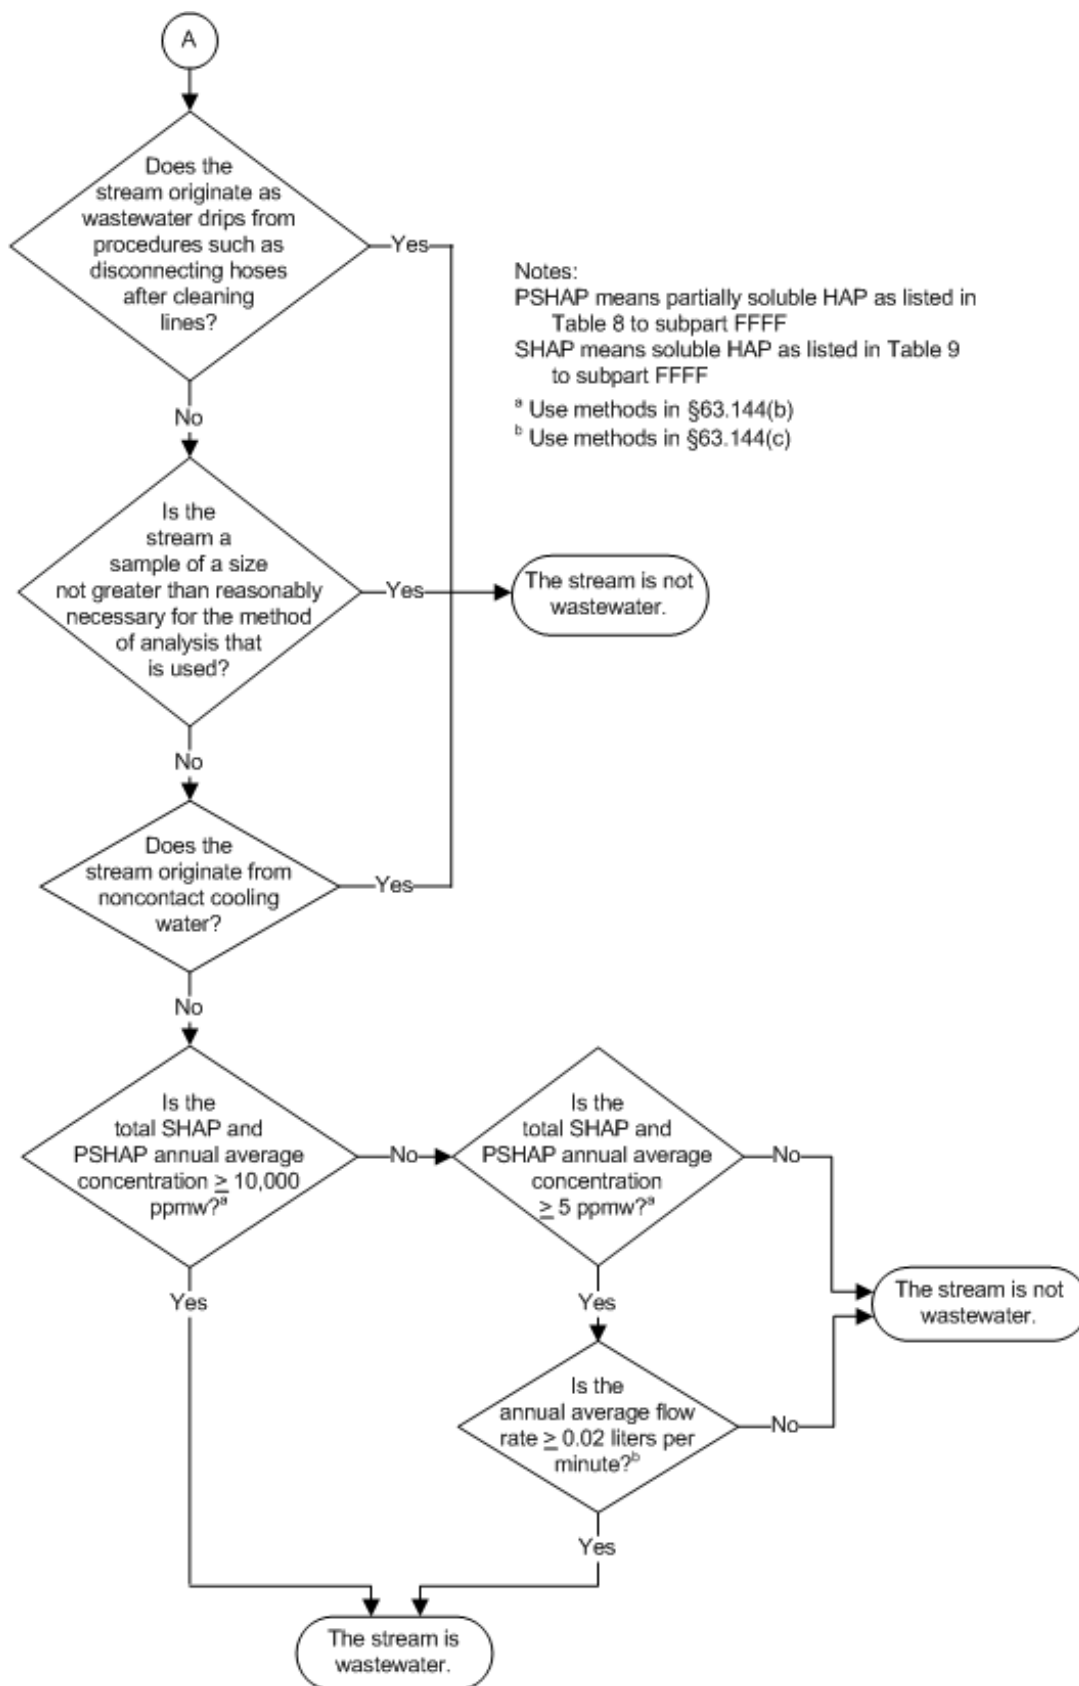 A
Does the
stream originate as
wastewater drips from
procedures such as
disconnecting hoses
after cleaning
lines?
Yes
No
Notes:
PSHAP means partially soluble HAP as listed in
Table 8 to subpart FFFF
SHAP means soluble HAP as listed in Table 9
to subpart FFFF
a Use methods in §63.144(b)
b Use methods in §63.144(c)
Is the
stream a
sample of a size
not greater than reasonably
necessary for the method
of analysis that
is used?
Yes
The stream is not
wastewater.
No
Does the
stream originate from
noncontact cooling
water?
Yes
No
Is the
total SHAP and
PSHAP annual average
concentration ≥ 10,000
ppmw?a
No
Is the
total SHAP and
PSHAP annual average
concentration
≥ 5 ppmw?a
No
Yes
Yes
The stream is not
wastewater.
Is the
annual average flow
rate ≥ 0.02 liters per
minute?b
No
Yes
The stream is
wastewater.